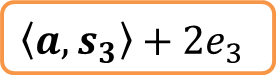 ⟨a, s₃⟩ + 2e₃